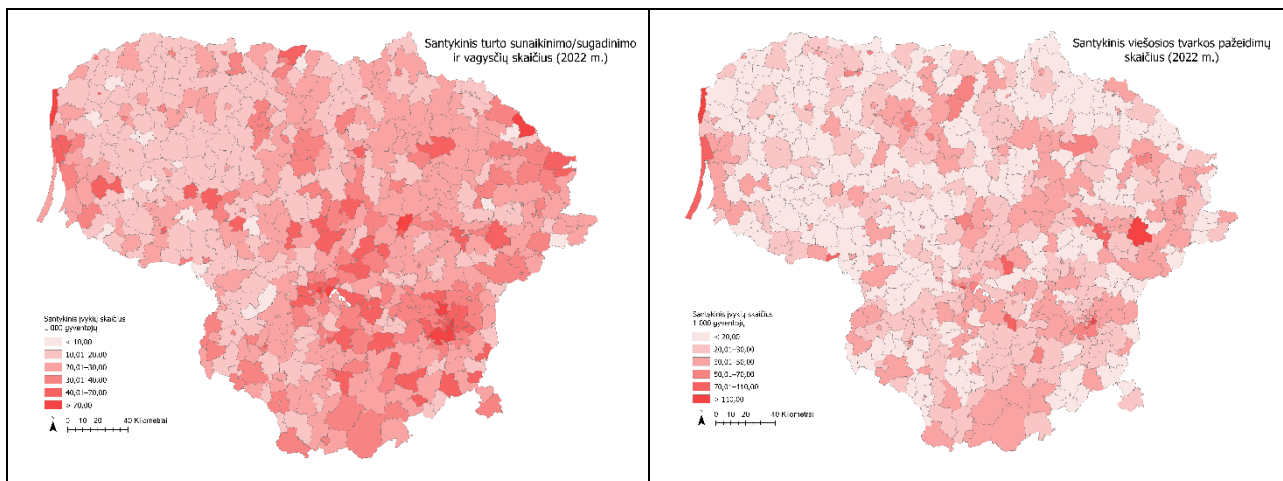 Santykinis turto sunaikinimo/sugadinimo
ir vagysčių skaičius (2022 m.)
Santykinis įvykių skaičius
1 000 gyventojų
< 10,00
10,01–20,00
20,01–30,00
30,01–40,00
40,01–70,00
> 70,00
N
0 10 20 40 Kilometrai
Santykinis viešosios tvarkos pažeidimų
skaičius (2022 m.)
Santykinis įvykių skaičius
1 000 gyventojų
< 20,00
20,01–30,00
30,01–50,00
50,01–70,00
70,01–110,00
> 110,00
N
0 10 20 40 Kilometrai